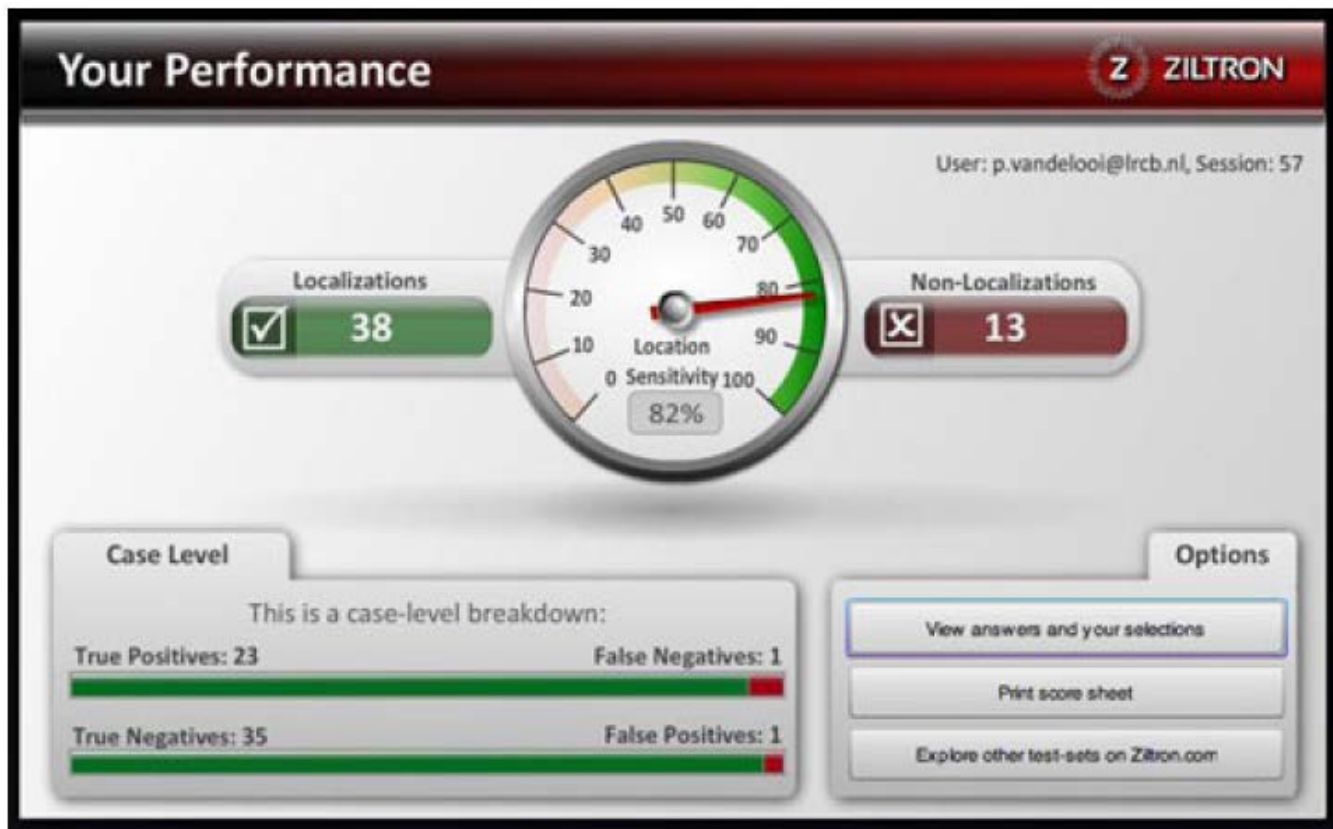 Your Performance
Z ZILTRON
User: p.vandelooi@lrcb.nl, Session: 57
Localizations
38
Non-Localizations
13
0
10
20
30
40
50
60
70
80
90
100
Location
Sensitivity
82%
Case Level
This is a case-level breakdown:
True Positives: 23 False Negatives: 1
True Negatives: 35 False Positives: 1
Options
View answers and your selections
Print score sheet
Explore other test-sets on Ziltron.com